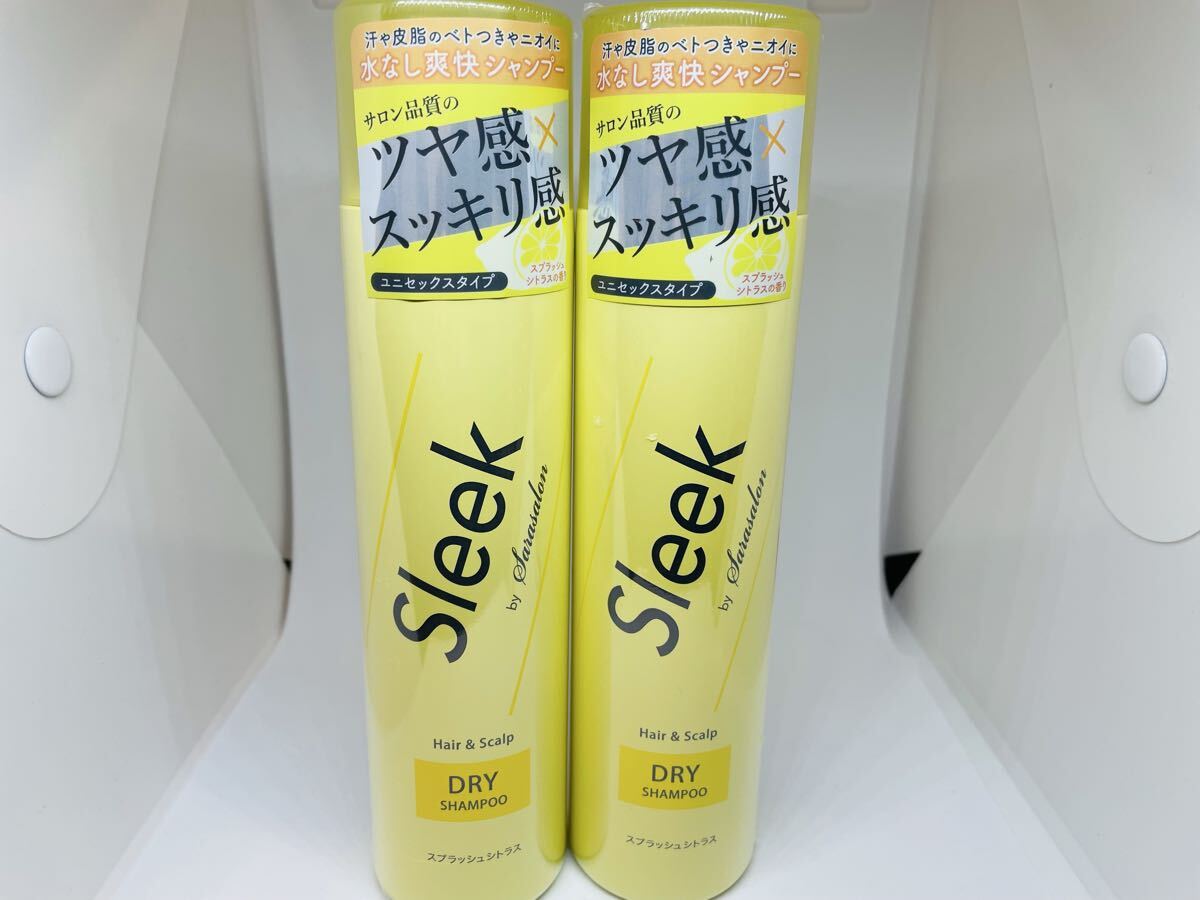 汗や皮脂のベトつきやニオイに
水なし爽快シャンプー
サロン品質の
ツヤ感×
スッキリ感
ユニセックスタイプ
スプラッシュ
シトラスの香り
Sleek
by Sarasalon
Hair & Scalp
DRY
SHAMPOO
スプラッシュシトラス
汗や皮脂のベトつきやニオイに
水なし爽快シャンプー
サロン品質の
ツヤ感×
スッキリ感
ユニセックスタイプ
スプラッシュ
シトラスの香り
Sleek
by Sarasalon
Hair & Scalp
DRY
SHAMPOO
スプラッシュシトラス